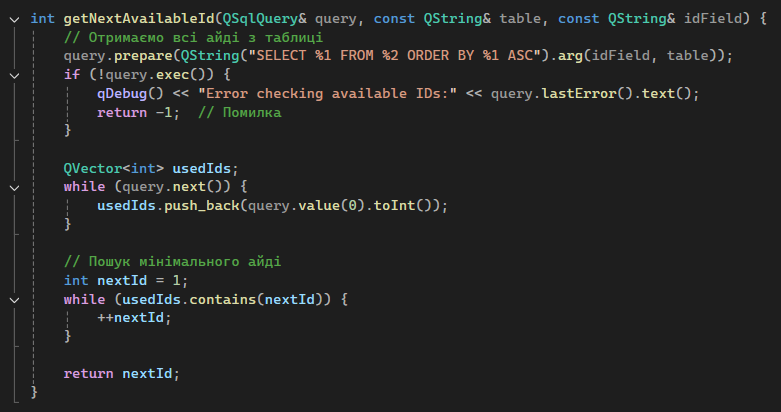 int getNextAvailableId(QSqlQuery& query, const QString& table, const QString& idField) {
    // Отримаємо всі айді з таблиці
    query.prepare(QString("SELECT %1 FROM %2 ORDER BY %1 ASC").arg(idField, table));
    if (!query.exec()) {
        qDebug() << "Error checking available IDs:" << query.lastError().text();
        return -1;  // Помилка
    }

    QVector<int> usedIds;
    while (query.next()) {
        usedIds.push_back(query.value(0).toInt());
    }

    // Пошук мінімального айді
    int nextId = 1;
    while (usedIds.contains(nextId)) {
        ++nextId;
    }

    return nextId;
}